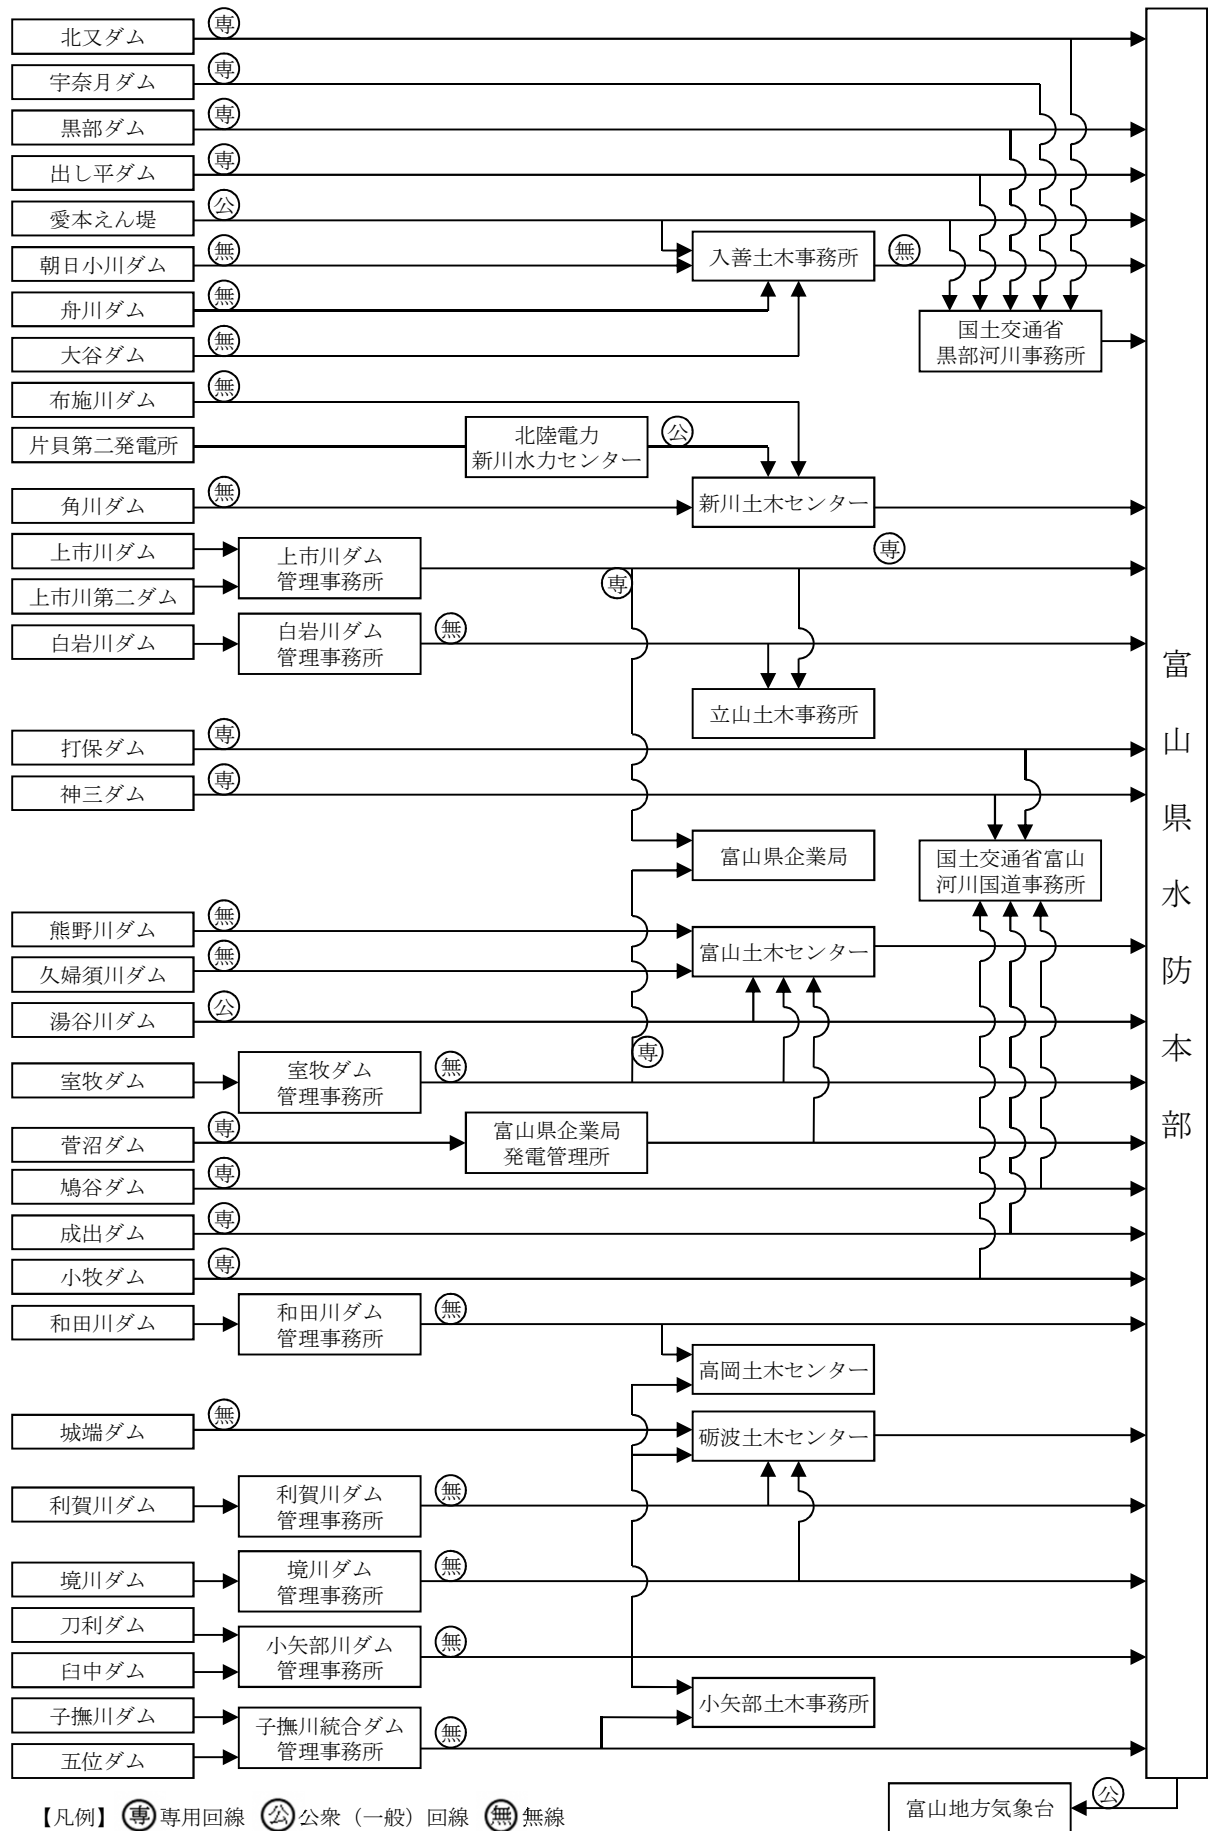 専
北又ダム
専
宇奈月ダム
専
黒部ダム
専
出し平ダム
公
愛本えん堤
入善土木事務所
無
無
朝日小川ダム
無
舟川ダム
国土交通省
黒部河川事務所
無
大谷ダム
無
布施川ダム
片貝第二発電所
北陸電力
新川水力センター
公
無
角川ダム
新川土木センター
上市川ダム
上市川ダム
管理事務所
専
専
上市川第二ダム
白岩川ダム
白岩川ダム
管理事務所
無
立山土木事務所
専
打保ダム
専
神三ダム
富山県企業局
国土交通省富山
河川国道事務所
無
熊野川ダム
富山土木センター
無
久婦須川ダム
公
湯谷川ダム
専
室牧ダム
室牧ダム
管理事務所
無
専
菅沼ダム
富山県企業局
発電管理所
専
鳩谷ダム
専
成出ダム
専
小牧ダム
和田川ダム
和田川ダム
管理事務所
無
高岡土木センター
無
城端ダム
砺波土木センター
利賀川ダム
利賀川ダム
管理事務所
無
境川ダム
境川ダム
管理事務所
無
刀利ダム
臼中ダム
小矢部川ダム
管理事務所
無
小矢部土木事務所
子撫川ダム
五位ダム
子撫川統合ダム
管理事務所
無
富山県水防本部
富山地方気象台
公
【凡例】 専 専用回線 公 公衆（一般）回線 無 無線